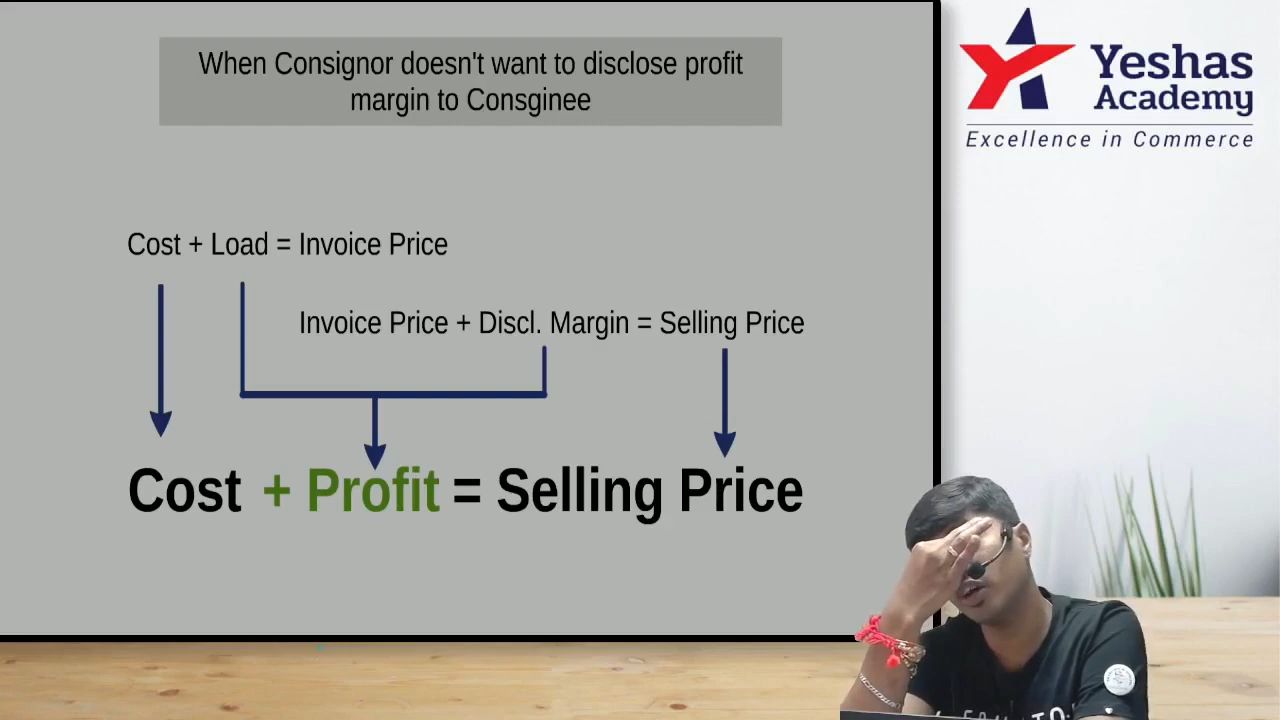 When Consignor doesn't want to disclose profit
margin to Consginee
Cost + Load = Invoice Price
Invoice Price + Discl. Margin = Selling Price
Cost + Profit = Selling Price
Yeshas
Academy
Excellence in Commerce